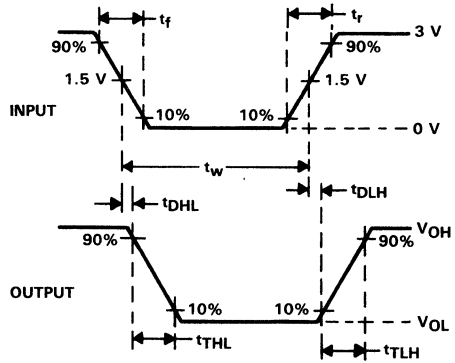 tf
tr
90%
90%
3 V
1.5 V
1.5 V
INPUT
10%
10%
0 V
tw
tDHL
tDLH
90%
90%
VOH
OUTPUT
10%
10%
VOL
tTHL
tTLH